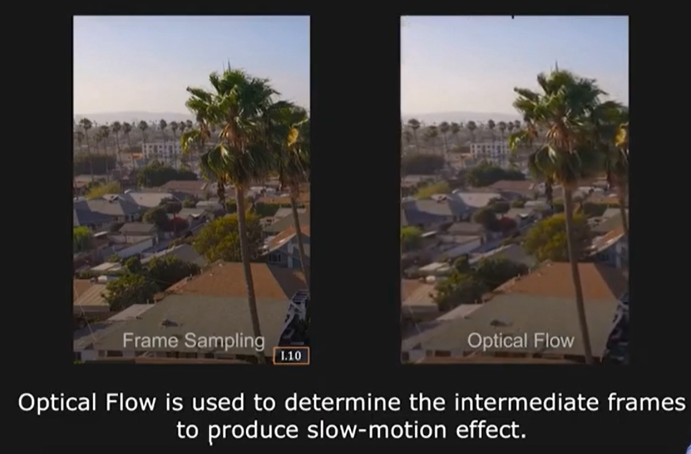 Frame Sampling
1.10
Optical Flow
Optical Flow is used to determine the intermediate frames
to produce slow-motion effect.